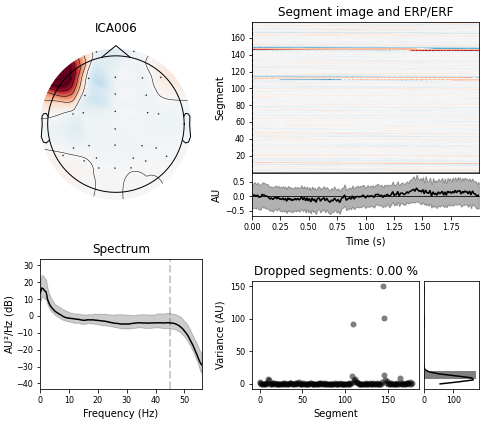 ICA006
Segment image and ERP/ERF
Segment
160
140
120
100
80
60
40
20
AU
0.5
0.0
−0.5
0.00 0.25 0.50 0.75 1.00 1.25 1.50 1.75
Time (s)
Spectrum
AU²/Hz (dB)
30
20
10
0
−10
−20
−30
−40
0 10 20 30 40 50
Frequency (Hz)
Dropped segments: 0.00 %
Variance (AU)
150
100
50
0
0 50 100 150
Segment
0 100